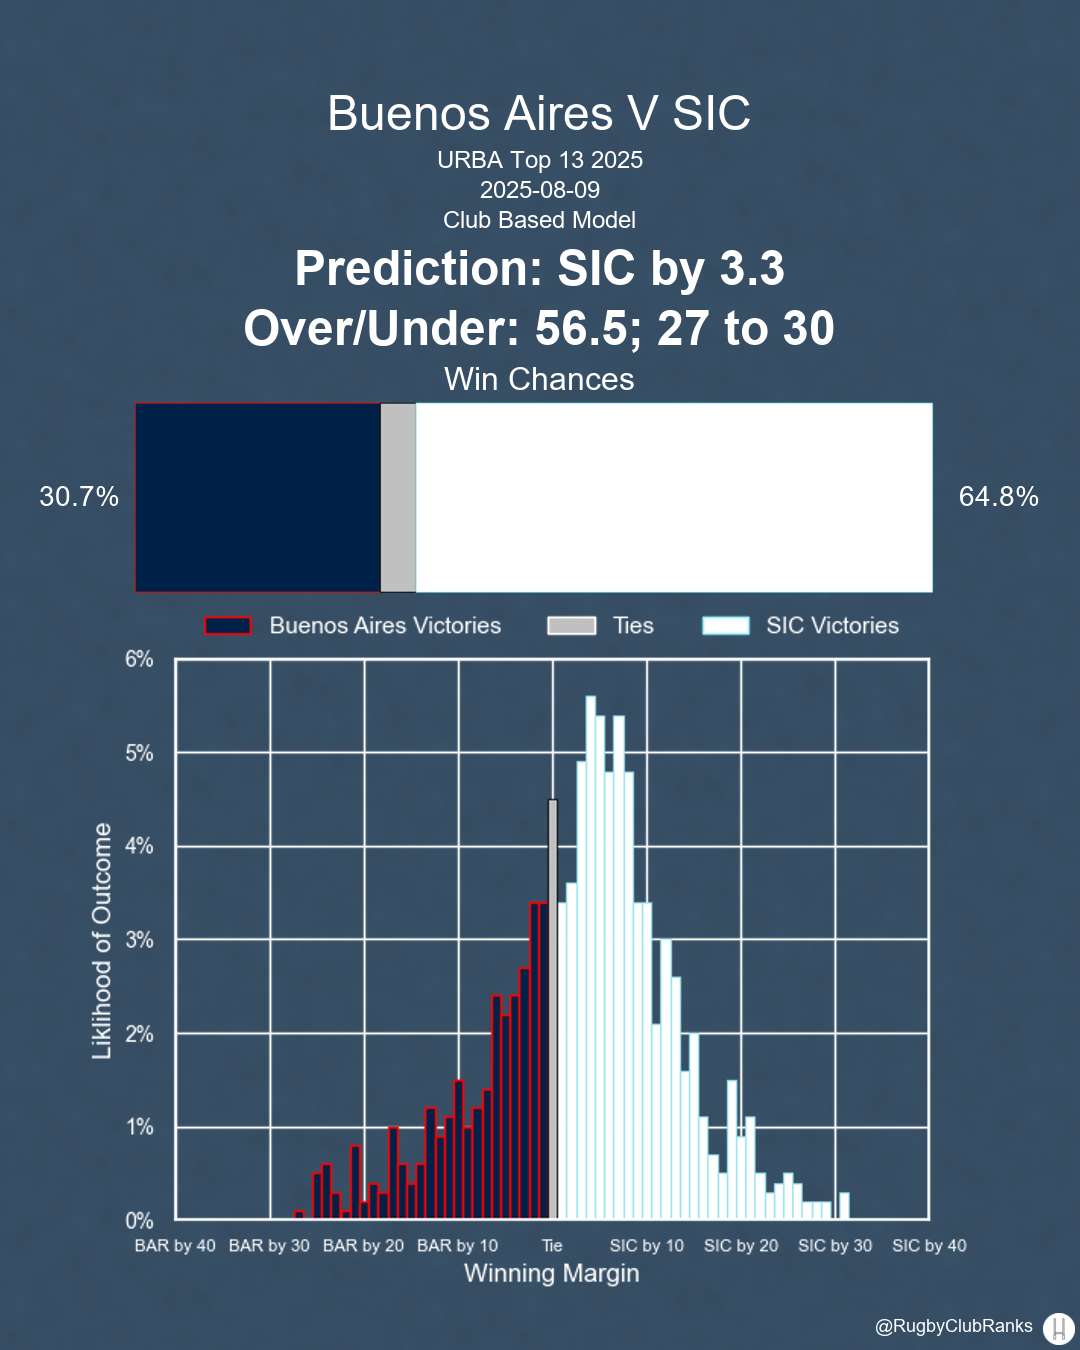 Buenos Aires V SIC
URBA Top 13 2025
2025-08-09
Club Based Model
Prediction: SIC by 3.3
Over/Under: 56.5; 27 to 30
Win Chances
30.7%
64.8%
Buenos Aires Victories
Ties
SIC Victories
6%
5%
4%
3%
2%
1%
0%
Liklihood of Outcome
BAR by 40
BAR by 30
BAR by 20
BAR by 10
Tie
SIC by 10
SIC by 20
SIC by 30
SIC by 40
Winning Margin
@RugbyClubRanks